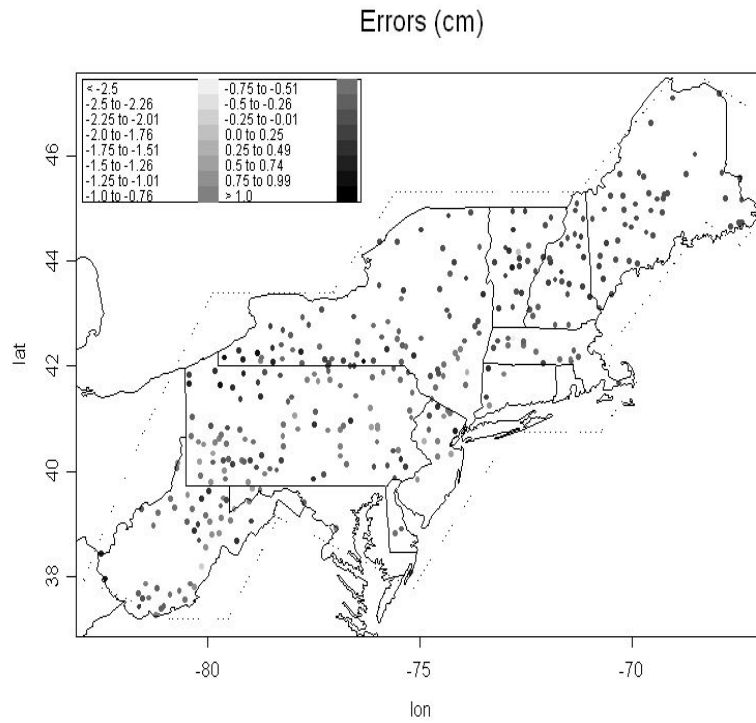 Errors (cm)
< -2.5
-2.5 to -2.26
-2.25 to -2.01
-2.0 to -1.76
-1.75 to -1.51
-1.5 to -1.26
-1.25 to -1.01
-1.0 to -0.76
-0.75 to -0.51
-0.5 to -0.26
-0.25 to -0.01
0.0 to 0.25
0.25 to 0.49
0.5 to 0.74
0.75 to 0.99
> 1.0
46
44
42
40
38
lat
-80
-75
-70
lon